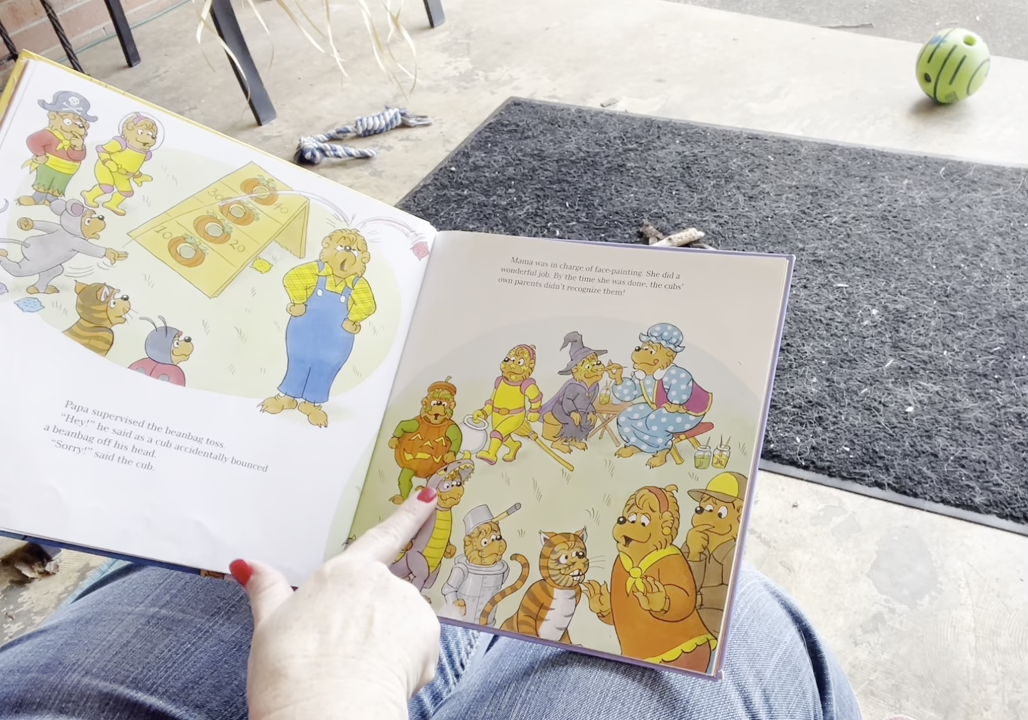 10
20
Papa supervised the beanbag toss.
"Hey!" he said as a cub accidentally bounced
a beanbag off his head.
"Sorry!" said the cub.
Mama was in charge of face-painting. She did a
wonderful job. By the time she was done, the cubs'
own parents didn't recognize them!